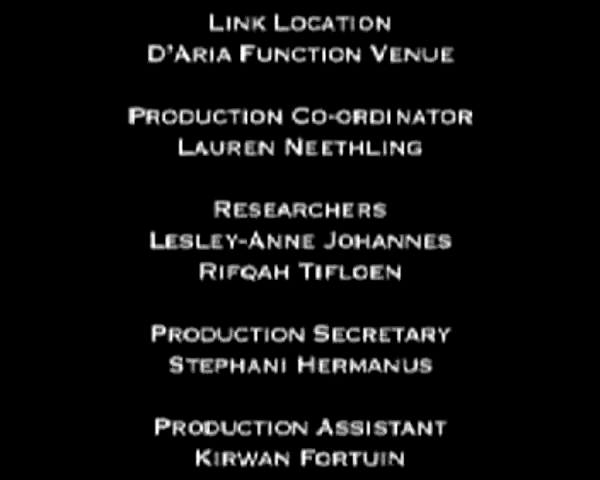 LINK LOCATION
D'ARIA FUNCTION VENUE
PRODUCTION CO-ORDINATOR
LAUREN NEETHLING
RESEARCHERS
LESLEY-ANNE JOHANNES
RIFQAH TIFLOEN
PRODUCTION SECRETARY
STEPHANI HERMANUS
PRODUCTION ASSISTANT
KIRWAN FORTUIN